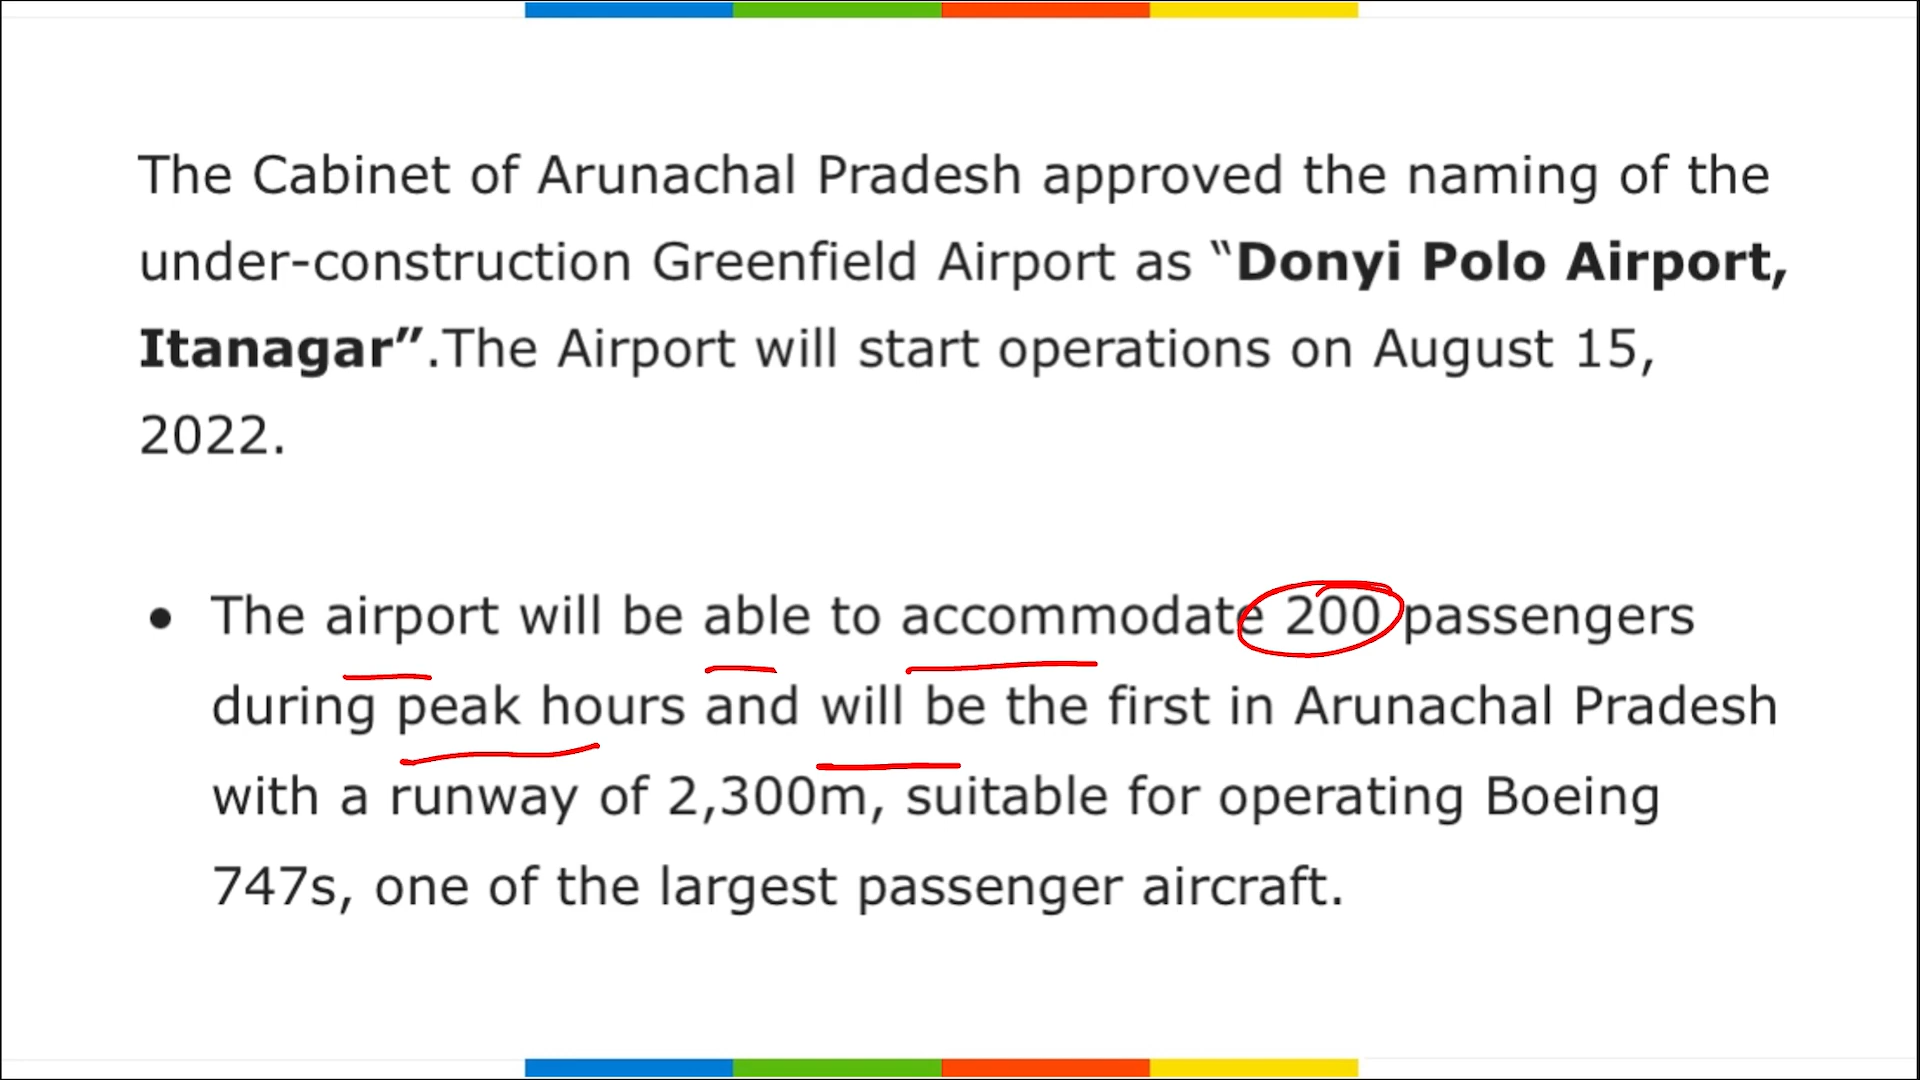 The Cabinet of Arunachal Pradesh approved the naming of the
under-construction Greenfield Airport as “Donyi Polo Airport,
Itanagar”.The Airport will start operations on August 15,
2022.
● The airport will be able to accommodate 200 passengers
during peak hours and will be the first in Arunachal Pradesh
with a runway of 2,300m, suitable for operating Boeing
747s, one of the largest passenger aircraft.